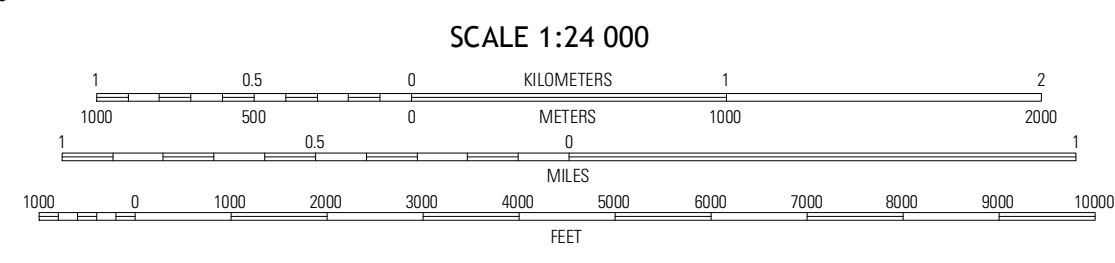 SCALE 1:24 000
1 0.5 0 KILOMETERS 1 2
1000 500 0 METERS 1000 2000
1 0.5 0 1
MILES
1000 0 1000 2000 3000 4000 5000 6000 7000 8000 9000 10000
FEET